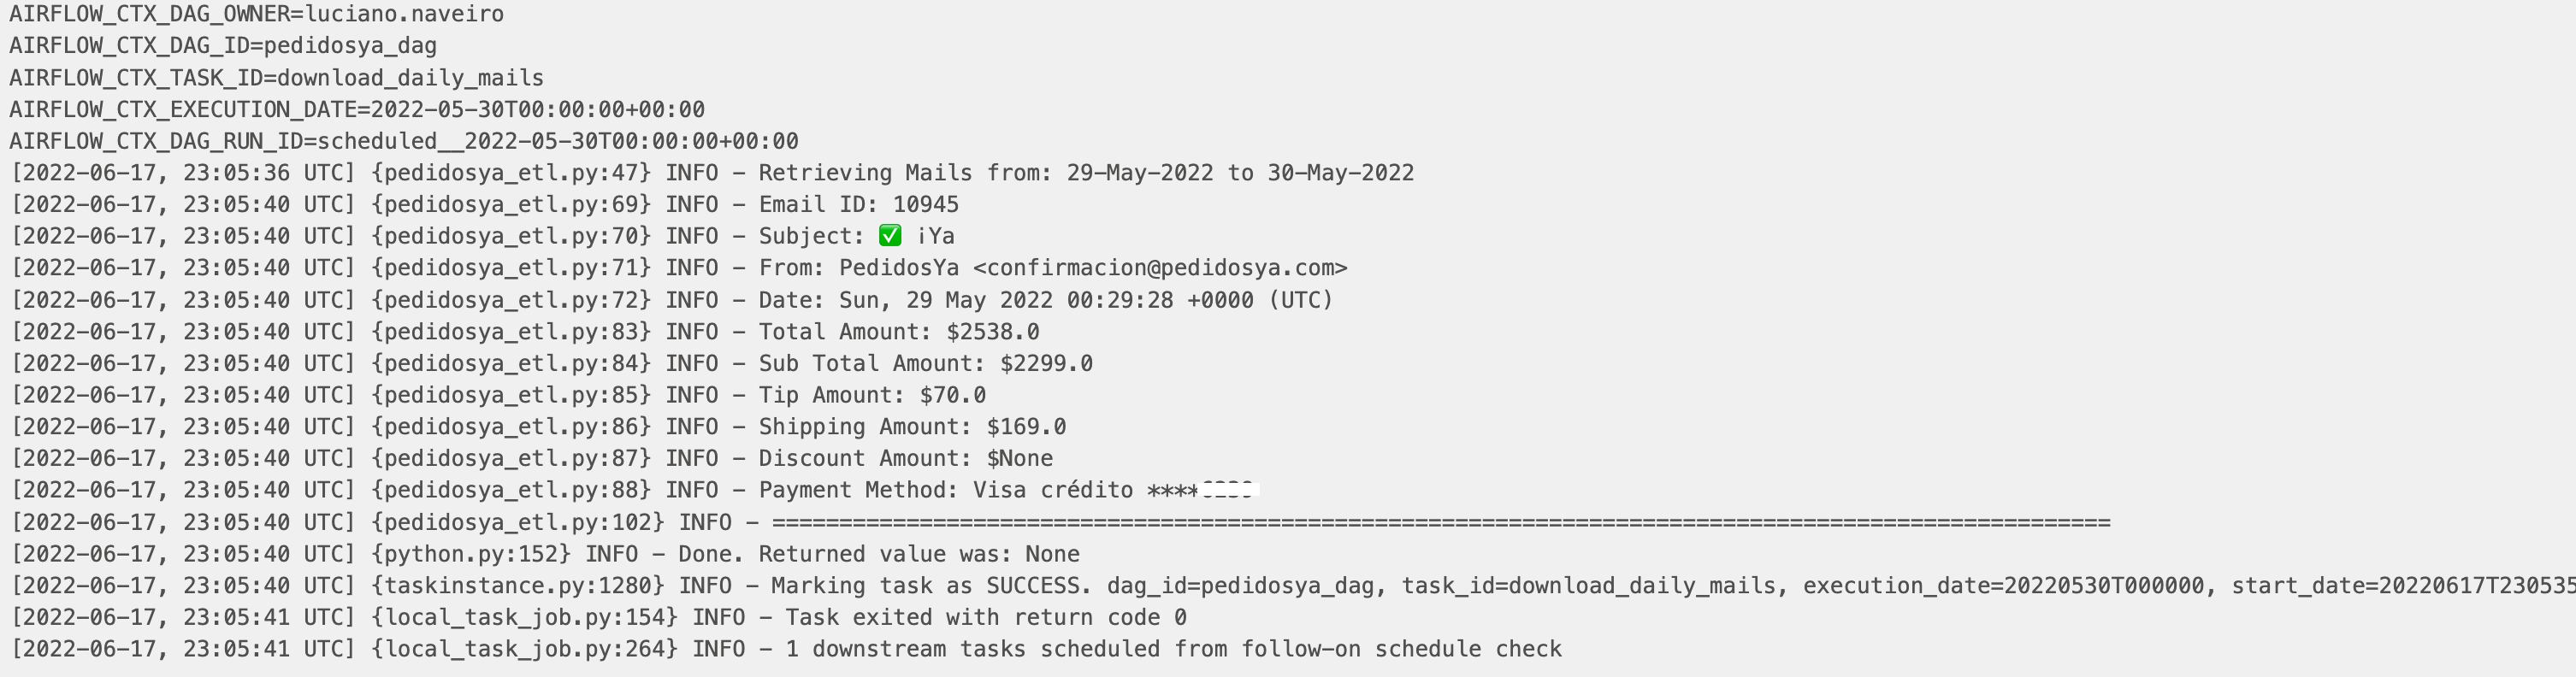 AIRFLOW_CTX_DAG_OWNER=luciano.naveiro
AIRFLOW_CTX_DAG_ID=pedidosya_dag
AIRFLOW_CTX_TASK_ID=download_daily_mails
AIRFLOW_CTX_EXECUTION_DATE=2022-05-30T00:00:00+00:00
AIRFLOW_CTX_DAG_RUN_ID=scheduled__2022-05-30T00:00:00+00:00
[2022-06-17, 23:05:36 UTC] {pedidosya_etl.py:47} INFO - Retrieving Mails from: 29-May-2022 to 30-May-2022
[2022-06-17, 23:05:40 UTC] {pedidosya_etl.py:69} INFO - Email ID: 10945
[2022-06-17, 23:05:40 UTC] {pedidosya_etl.py:70} INFO - Subject: ✅ ¡Ya
[2022-06-17, 23:05:40 UTC] {pedidosya_etl.py:71} INFO - From: PedidosYa <confirmacion@pedidosya.com>
[2022-06-17, 23:05:40 UTC] {pedidosya_etl.py:72} INFO - Date: Sun, 29 May 2022 00:29:28 +0000 (UTC)
[2022-06-17, 23:05:40 UTC] {pedidosya_etl.py:83} INFO - Total Amount: $2538.0
[2022-06-17, 23:05:40 UTC] {pedidosya_etl.py:84} INFO - Sub Total Amount: $2299.0
[2022-06-17, 23:05:40 UTC] {pedidosya_etl.py:85} INFO - Tip Amount: $70.0
[2022-06-17, 23:05:40 UTC] {pedidosya_etl.py:86} INFO - Shipping Amount: $169.0
[2022-06-17, 23:05:40 UTC] {pedidosya_etl.py:87} INFO - Discount Amount: $None
[2022-06-17, 23:05:40 UTC] {pedidosya_etl.py:88} INFO - Payment Method: Visa crédito ****
[2022-06-17, 23:05:40 UTC] {pedidosya_etl.py:102} INFO - ====================================================================================================
[2022-06-17, 23:05:40 UTC] {python.py:152} INFO - Done. Returned value was: None
[2022-06-17, 23:05:40 UTC] {taskinstance.py:1280} INFO - Marking task as SUCCESS. dag_id=pedidosya_dag, task_id=download_daily_mails, execution_date=20220530T000000, start_date=20220617T230535
[2022-06-17, 23:05:41 UTC] {local_task_job.py:154} INFO - Task exited with return code 0
[2022-06-17, 23:05:41 UTC] {local_task_job.py:264} INFO - 1 downstream tasks scheduled from follow-on schedule check